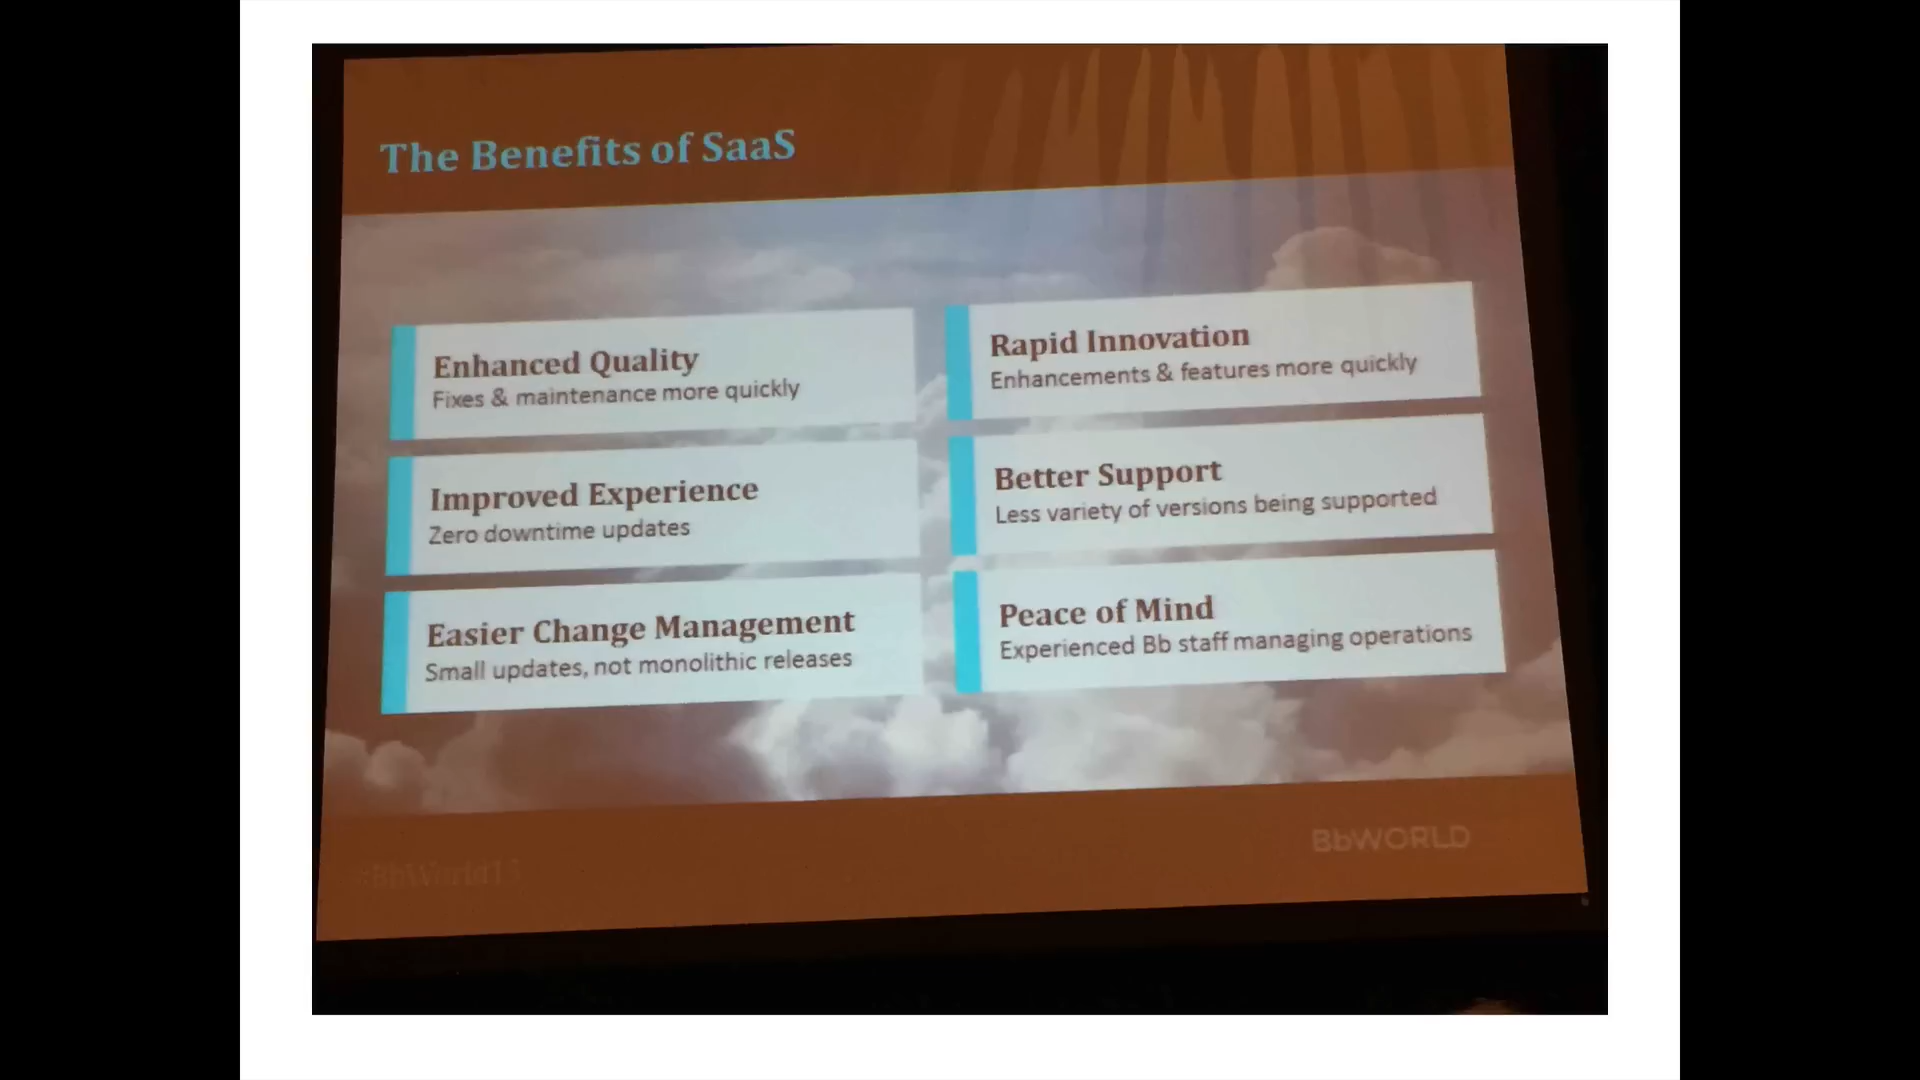 The Benefits of SaaS
Enhanced Quality
Fixes & maintenance more quickly
Rapid Innovation
Enhancements & features more quickly
Improved Experience
Zero downtime updates
Better Support
Less variety of versions being supported
Easier Change Management
Small updates, not monolithic releases
Peace of Mind
Experienced Bb staff managing operations
BbWORLD
#BbWorld15